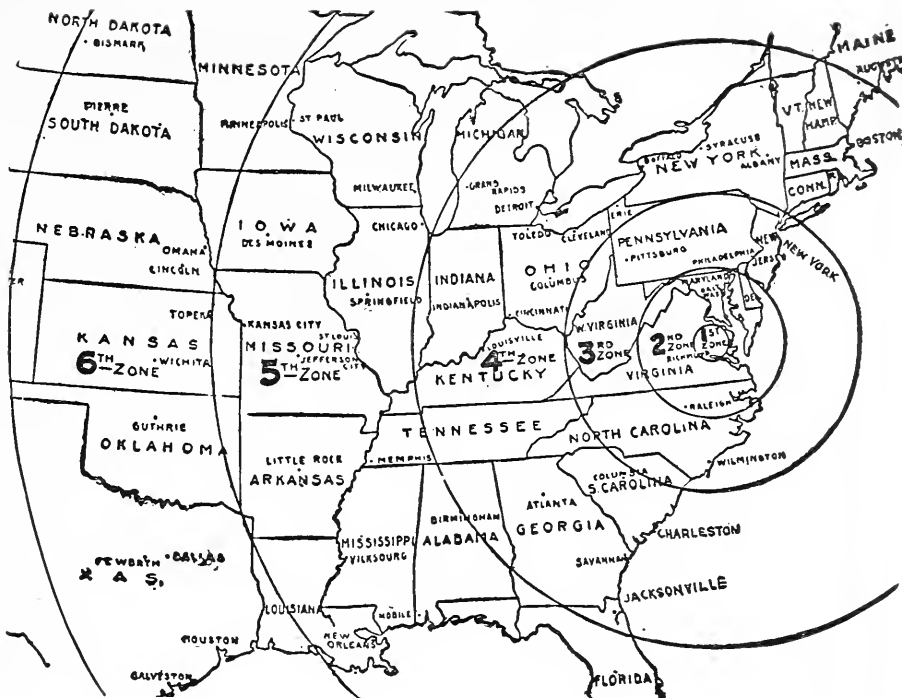 NORTH DAKOTA
BISMARK
MINNESOTA
MAINE
AUGUSTA
PIERRE
SOUTH DAKOTA
MINNEAPOLIS
ST PAUL
WISCONSIN
MICHIGAN
VT.
NEW
HAMP.
BOSTON
BUFFALO
SYRACUSE
NEW YORK
ALBANY
MASS
CONN.
MILWAUKEE
GRAND
RAPIDS
DETROIT
NEBRASKA
OMAHA
LINCOLN
IOWA
DES MOINES
CHICAGO
TOLEDO
CLEVELAND
ERIE
PENNSYLVANIA
PITTSBURG
PHILADELPHIA
NEW
JERSEY
NEW YORK
ILLINOIS
SPRINGFIELD
INDIANA
INDIANAPOLIS
OHIO
COLUMBUS
CINCINNATI
MARYLAND
DEL
ER
TOPEKA
KANSAS
6TH-ZONE
WICHITA
KANSAS CITY
ST LOUIS
MISSOURI
JEFFERSON
CITY
5TH-ZONE
LOUISVILLE
4TH-ZONE
KENTUCKY
W. VIRGINIA
3RD ZONE
2ND ZONE
1ST ZONE
RICHMOND
VIRGINIA
GUTHRIE
OKLAHOMA
LITTLE ROCK
ARKANSAS
TENNESSEE
MEMPHIS
RALEIGH
NORTH CAROLINA
WILMINGTON
COLUMBIA
S. CAROLINA
MISSISSIPPI
VICKSBURG
BIRMINGHAM
ALABAMA
ATLANTA
GEORGIA
CHARLESTON
SAVANNAH
FT WORTH
DALLAS
X A S.
LOUISIANA
MOBILE
JACKSONVILLE
HOUSTON
NEW
ORLEANS
GALVESTON
FLORIDA